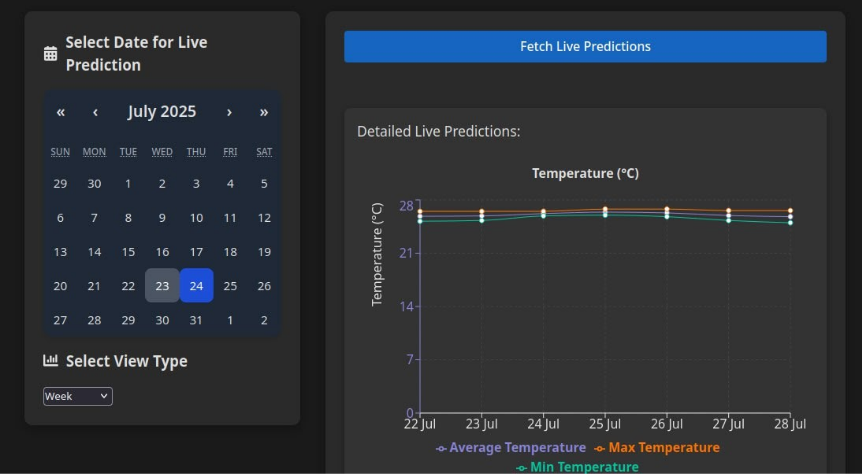 Select Date for Live
Prediction
« ‹ July 2025 › »
SUN MON TUE WED THU FRI SAT
29 30 1 2 3 4 5
6 7 8 9 10 11 12
13 14 15 16 17 18 19
20 21 22 23 24 25 26
27 28 29 30 31 1 2
Select View Type
Week
Fetch Live Predictions
Detailed Live Predictions:
Temperature (°C)
Temperature (°C)
28
21
14
7
0
22 Jul 23 Jul 24 Jul 25 Jul 26 Jul 27 Jul 28 Jul
Average Temperature Max Temperature
Min Temperature